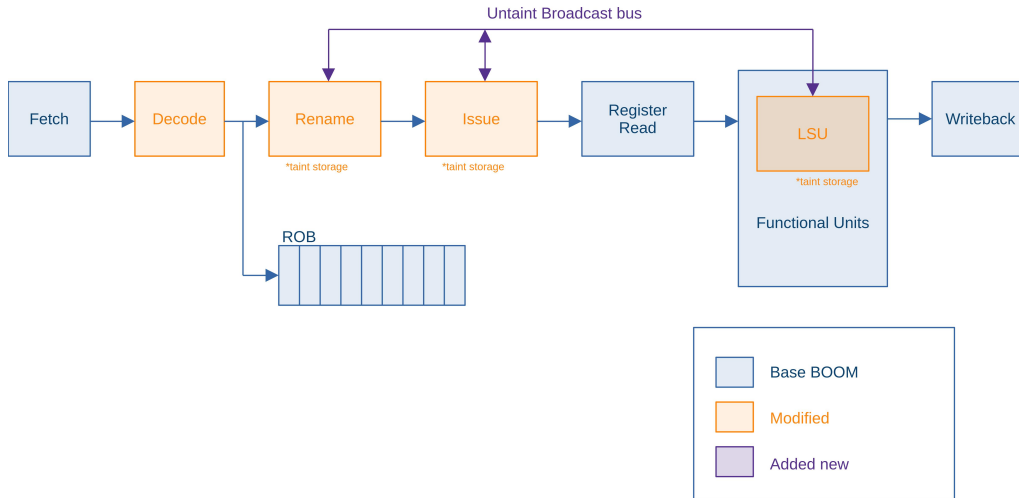 Untaint Broadcast bus
Fetch
Decode
Rename
Issue
Register
Read
LSU
Writeback
*taint storage
*taint storage
*taint storage
Functional Units
ROB
Base BOOM
Modified
Added new